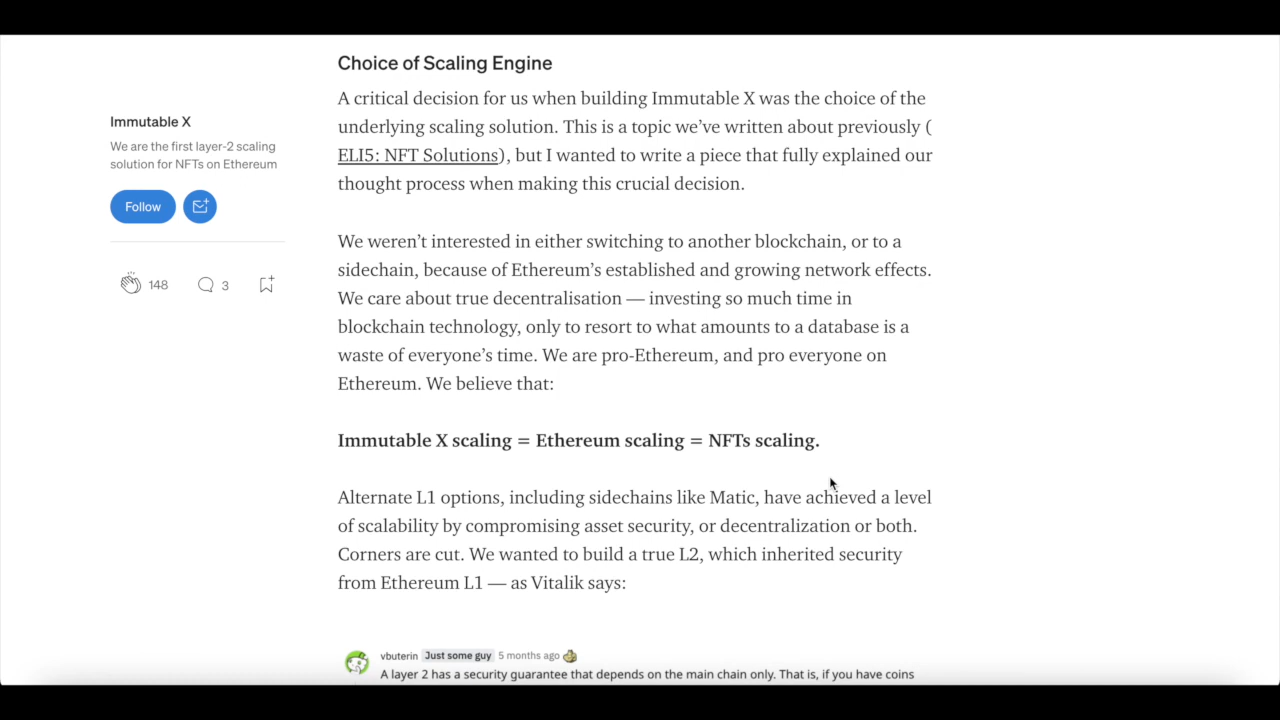 Choice of Scaling Engine
A critical decision for us when building Immutable X was the choice of the
underlying scaling solution. This is a topic we’ve written about previously (
ELI5: NFT Solutions), but I wanted to write a piece that fully explained our
thought process when making this crucial decision.
We weren’t interested in either switching to another blockchain, or to a
sidechain, because of Ethereum’s established and growing network effects.
We care about true decentralisation — investing so much time in
blockchain technology, only to resort to what amounts to a database is a
waste of everyone’s time. We are pro-Ethereum, and pro everyone on
Ethereum. We believe that:
Immutable X scaling = Ethereum scaling = NFTs scaling.
Alternate L1 options, including sidechains like Matic, have achieved a level
of scalability by compromising asset security, or decentralization or both.
Corners are cut. We wanted to build a true L2, which inherited security
from Ethereum L1 — as Vitalik says:
vbuterin Just some guy 5 months ago
A layer 2 has a security guarantee that depends on the main chain only. That is, if you have coins
Immutable X
We are the first layer-2 scaling
solution for NFTs on Ethereum
Follow
148 3